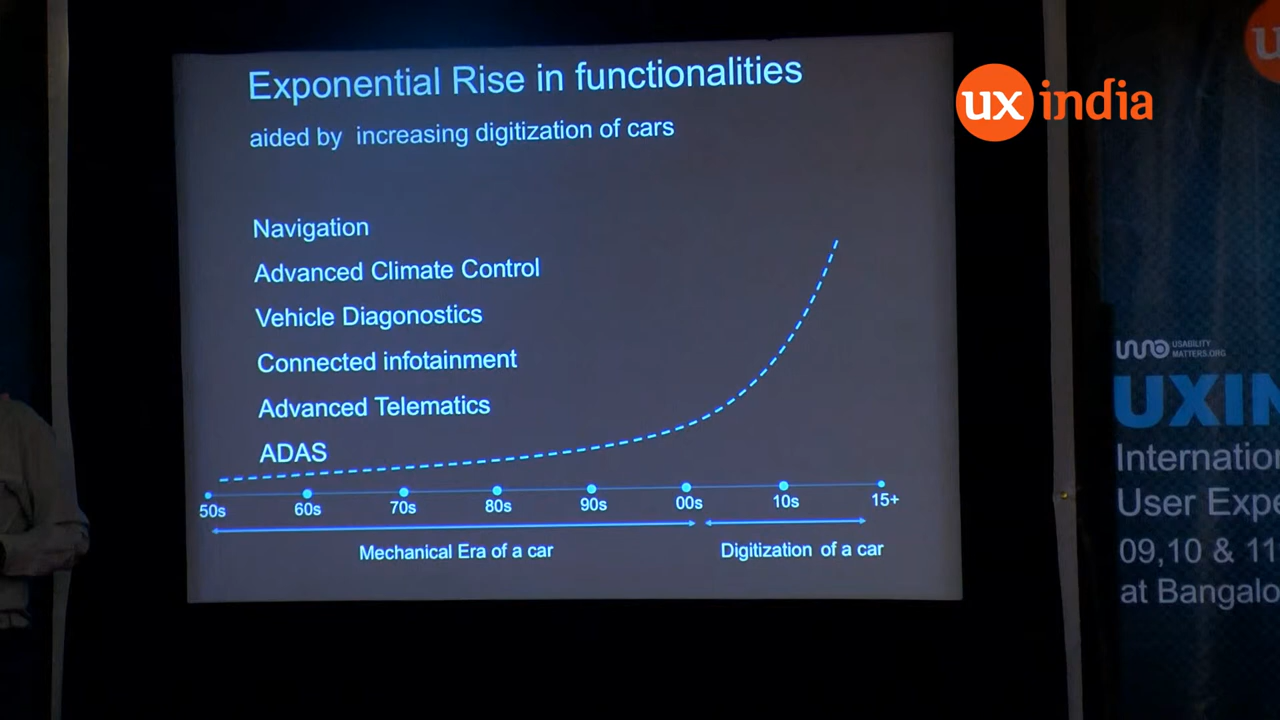 Exponential Rise in functionalities
aided by increasing digitization of cars
Navigation
Advanced Climate Control
Vehicle Diagonostics
Connected infotainment
Advanced Telematics
ADAS
50s 60s 70s 80s 90s 00s 10s 15+
Mechanical Era of a car Digitization of a car
ux india
USABILITY
MATTERS.ORG
UXIN
Internation
User Expe
09,10 & 11
at Bangalo